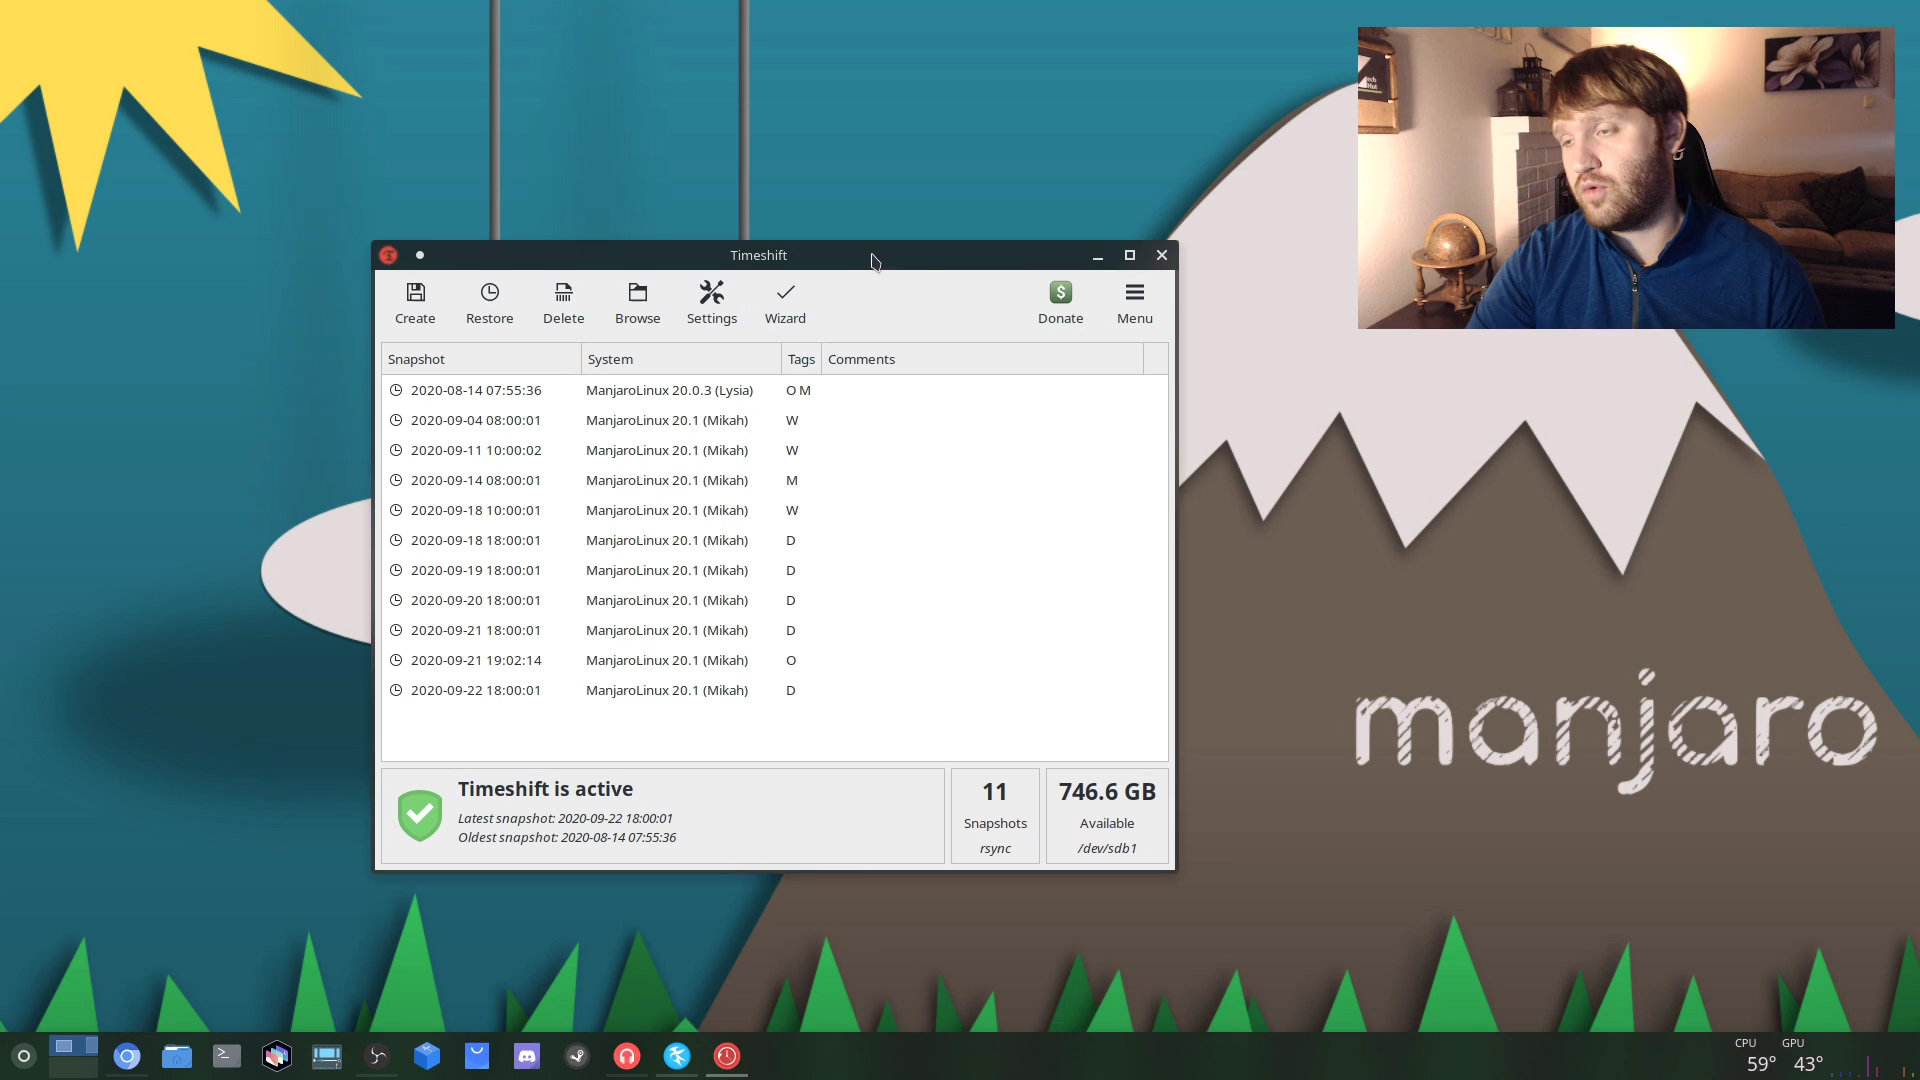 Timeshift
Create
Restore
Delete
Browse
Settings
Wizard
Donate
Menu
Snapshot System Tags Comments
2020-08-14 07:55:36 ManjaroLinux 20.0.3 (Lysia) O M
2020-09-04 08:00:01 ManjaroLinux 20.1 (Mikah) W
2020-09-11 10:00:02 ManjaroLinux 20.1 (Mikah) W
2020-09-14 08:00:01 ManjaroLinux 20.1 (Mikah) M
2020-09-18 10:00:01 ManjaroLinux 20.1 (Mikah) W
2020-09-18 18:00:01 ManjaroLinux 20.1 (Mikah) D
2020-09-19 18:00:01 ManjaroLinux 20.1 (Mikah) D
2020-09-20 18:00:01 ManjaroLinux 20.1 (Mikah) D
2020-09-21 18:00:01 ManjaroLinux 20.1 (Mikah) D
2020-09-21 19:02:14 ManjaroLinux 20.1 (Mikah) O
2020-09-22 18:00:01 ManjaroLinux 20.1 (Mikah) D
Timeshift is active
Latest snapshot: 2020-09-22 18:00:01
Oldest snapshot: 2020-08-14 07:55:36
11
Snapshots
rsync
746.6 GB
Available
/dev/sdb1
manjaro
CPU GPU
59° 43°